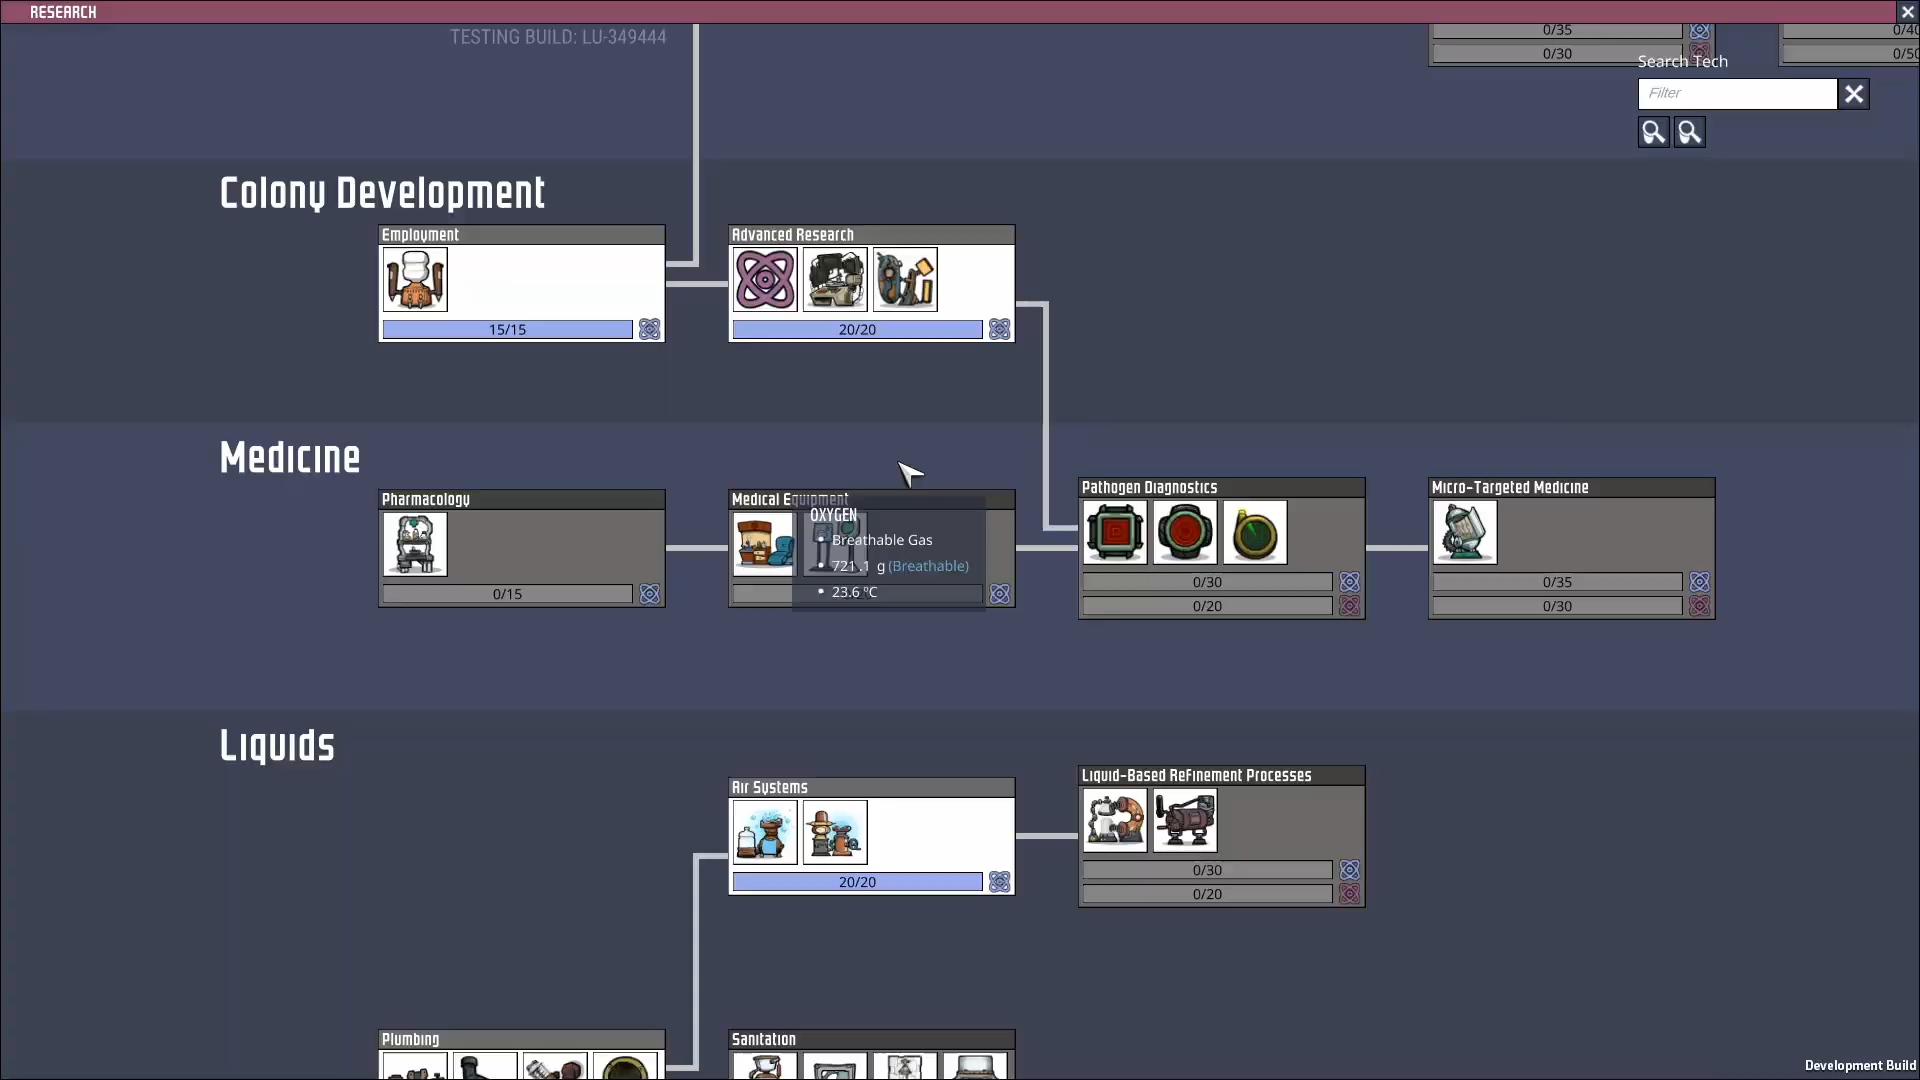 RESEARCH
TESTING BUILD: LU-349444
0/35
0/30
0/40
0/50
Search Tech
Filter
Colony Development
Employment
15/15
Advanced Research
20/20
Medicine
Pharmacology
0/15
Medical Equipment
OXYGEN
• Breathable Gas
• 721.1 g (Breathable)
• 23.6 ºC
Pathogen Diagnostics
0/30
0/20
Micro-Targeted Medicine
0/35
0/30
Liquids
Air Systems
20/20
Liquid-Based Refinement Processes
0/30
0/20
Plumbing
Sanitation
Development Build